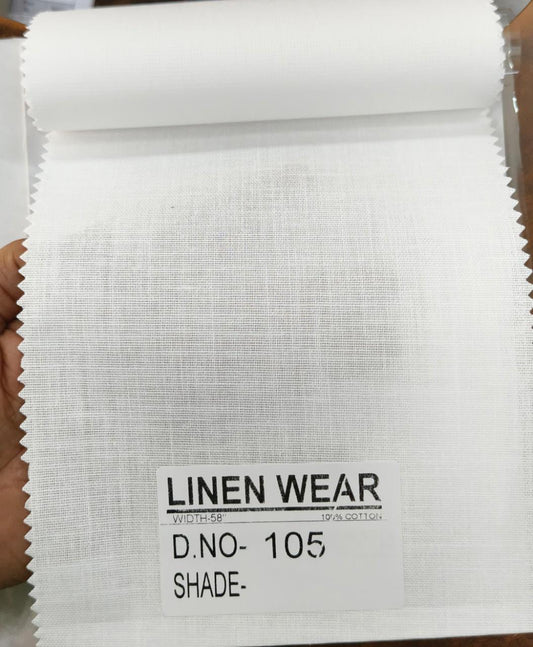 LINEN WEAR
WIDTH-58" 100% COTTON
D.NO- 105
SHADE-